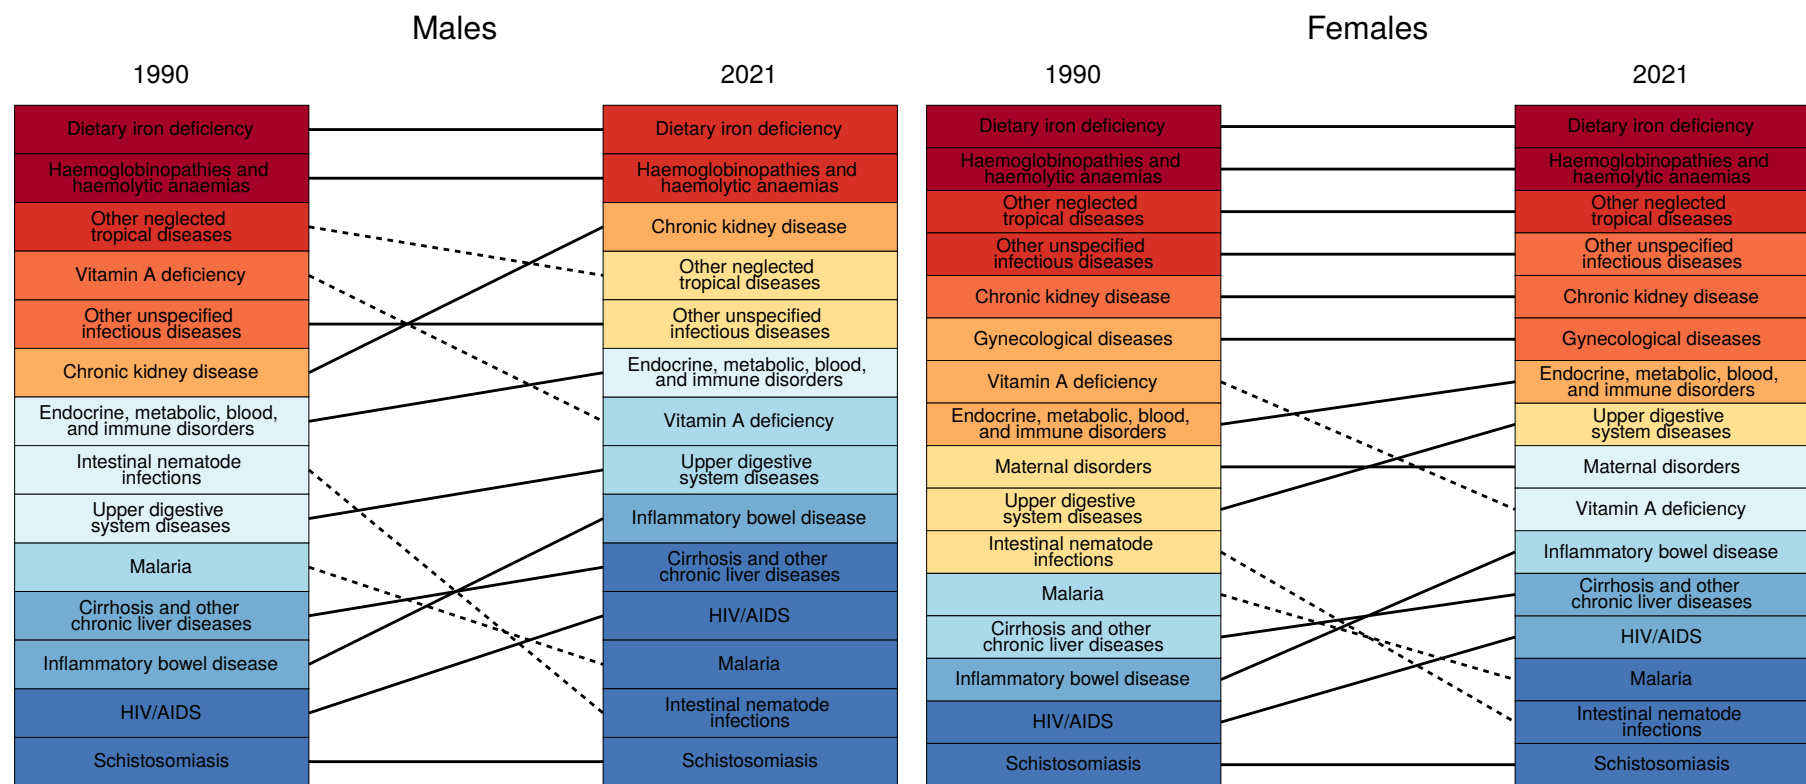 Males
1990
2021
Dietary iron deficiency
Haemoglobinopathies and
haemolytic anaemias
Other neglected
tropical diseases
Vitamin A deficiency
Other unspecified
infectious diseases
Chronic kidney disease
Endocrine, metabolic, blood,
and immune disorders
Intestinal nematode
infections
Upper digestive
system diseases
Malaria
Cirrhosis and other
chronic liver diseases
Inflammatory bowel disease
HIV/AIDS
Schistosomiasis
Dietary iron deficiency
Haemoglobinopathies and
haemolytic anaemias
Chronic kidney disease
Other neglected
tropical diseases
Other unspecified
infectious diseases
Endocrine, metabolic, blood,
and immune disorders
Vitamin A deficiency
Upper digestive
system diseases
Inflammatory bowel disease
Cirrhosis and other
chronic liver diseases
HIV/AIDS
Malaria
Intestinal nematode
infections
Schistosomiasis
Females
1990
2021
Dietary iron deficiency
Haemoglobinopathies and
haemolytic anaemias
Other neglected
tropical diseases
Other unspecified
infectious diseases
Chronic kidney disease
Gynecological diseases
Vitamin A deficiency
Endocrine, metabolic, blood,
and immune disorders
Maternal disorders
Upper digestive
system diseases
Intestinal nematode
infections
Malaria
Cirrhosis and other
chronic liver diseases
Inflammatory bowel disease
HIV/AIDS
Schistosomiasis
Dietary iron deficiency
Haemoglobinopathies and
haemolytic anaemias
Other neglected
tropical diseases
Other unspecified
infectious diseases
Chronic kidney disease
Gynecological diseases
Endocrine, metabolic, blood,
and immune disorders
Upper digestive
system diseases
Maternal disorders
Vitamin A deficiency
Inflammatory bowel disease
Cirrhosis and other
chronic liver diseases
HIV/AIDS
Malaria
Intestinal nematode
infections
Schistosomiasis